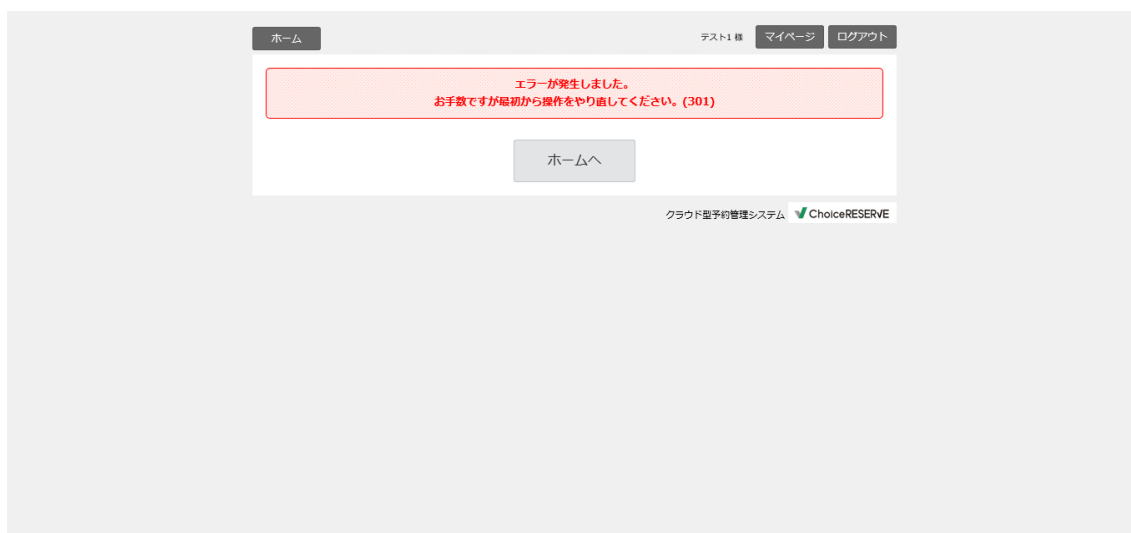 ホーム
テスト1 様
マイページ
ログアウト
エラーが発生しました。
お手数ですが最初から操作をやり直してください。(301)
ホームへ
クラウド型予約管理システム ChoiceRESERVE